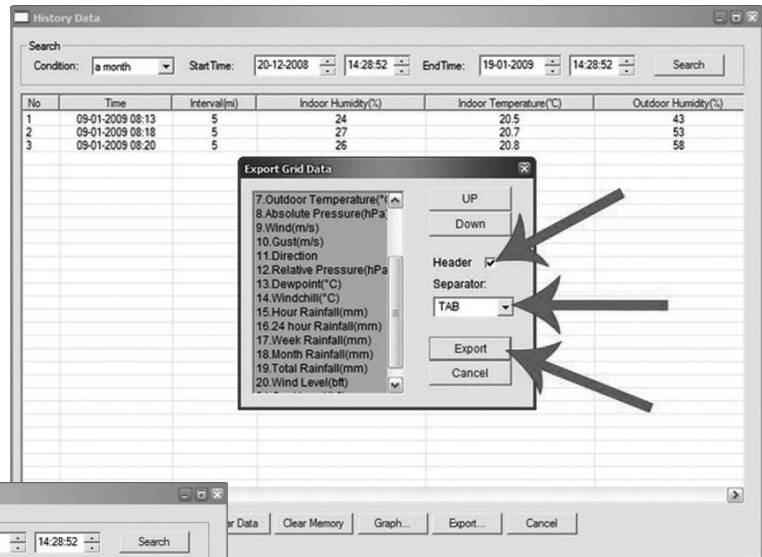 History Data
Search
Condition: a month Start Time: 20-12-2008 14:28:52 End Time: 19-01-2009 14:28:52 Search
No Time Interval(mi) Indoor Humidity(%) Indoor Temperature(°C) Outdoor Humidity(%)
1 09-01-2009 08:13 5 24 20.5 43
2 09-01-2009 08:18 5 27 20.7 53
3 09-01-2009 08:20 5 26 20.8 58
Export Grid Data
7.Outdoor Temperature(°C
8.Absolute Pressure(hPa)
9.Wind(m/s)
10.Gust(m/s)
11.Direction
12.Relative Pressure(hPa
13.Dewpoint(°C)
14.Windchill(°C)
15.Hour Rainfall(mm)
16.24 hour Rainfall(mm)
17.Week Rainfall(mm)
18.Month Rainfall(mm)
19.Total Rainfall(mm)
20.Wind Level(bft)
UP
Down
Header
Separator:
TAB
Export
Cancel
ar Data Clear Memory Graph... Export... Cancel
14:28:52 Search